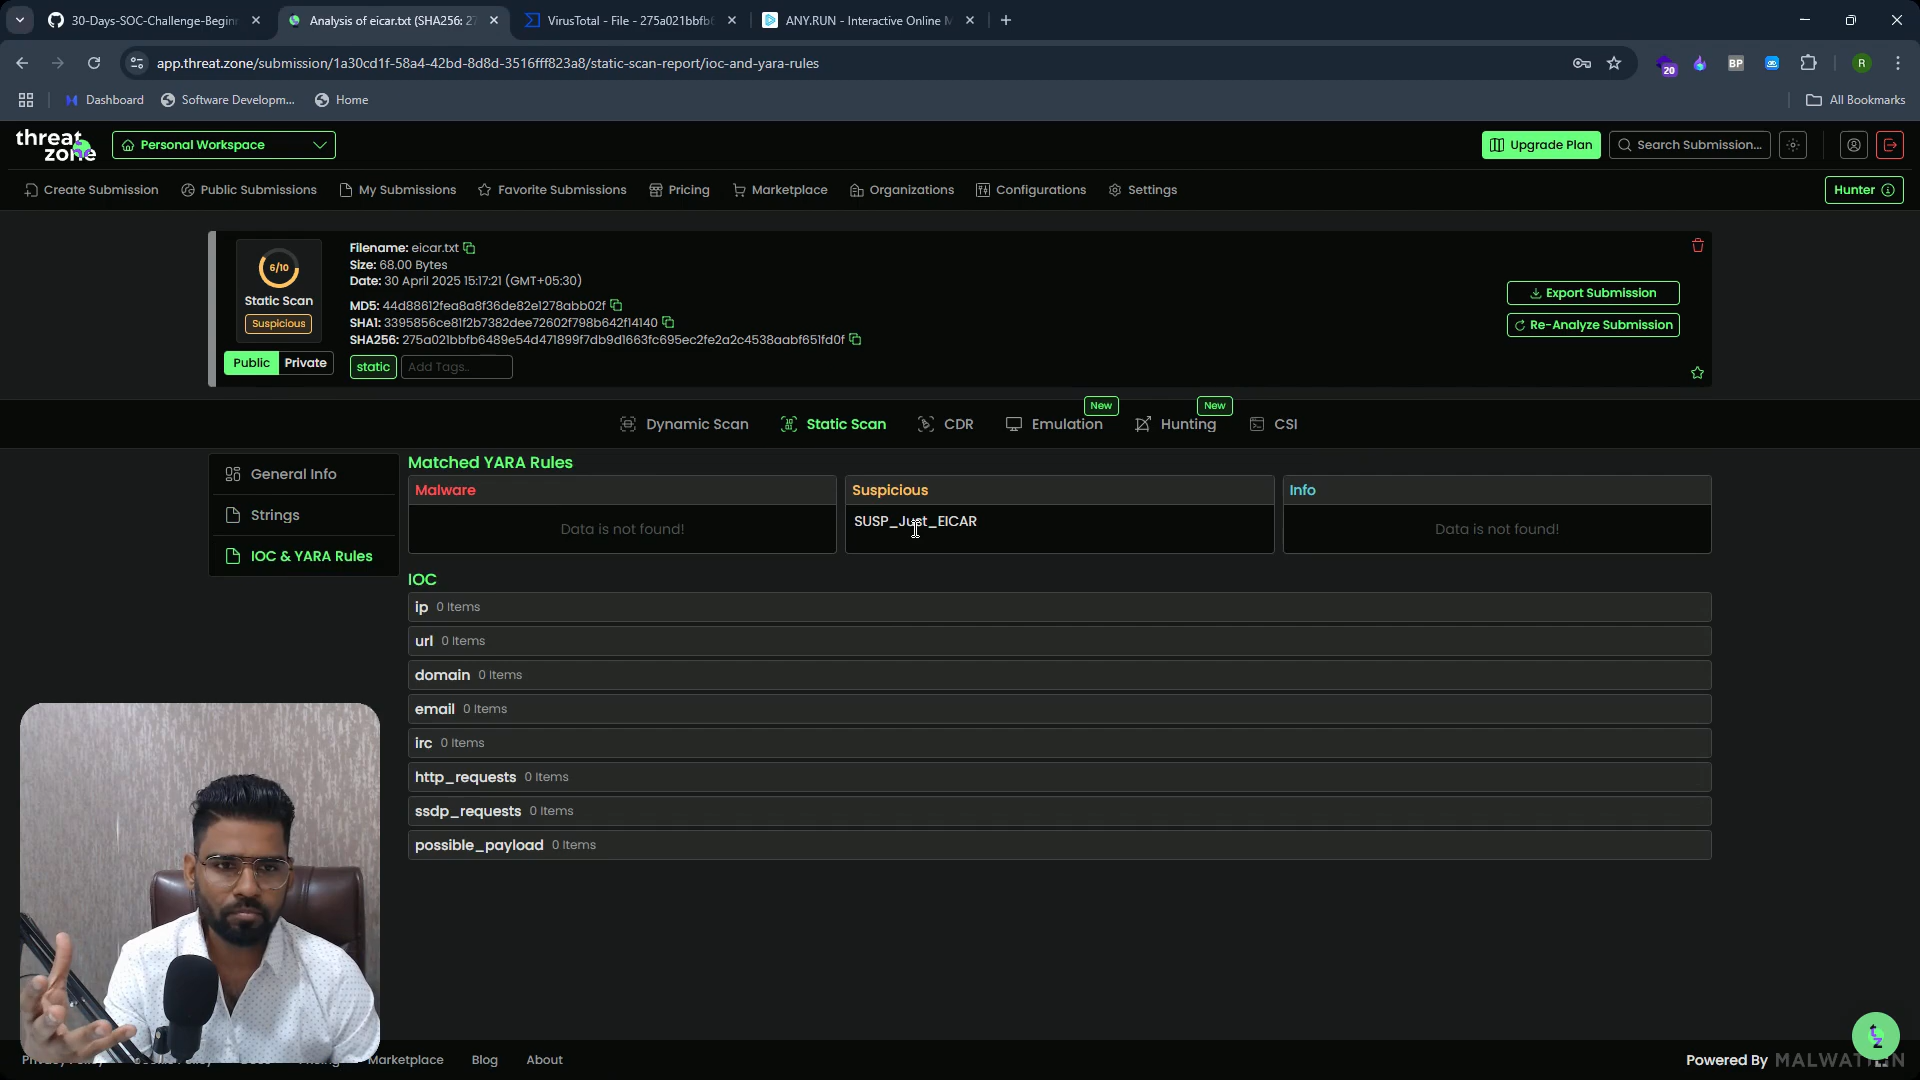 30-Days-SOC-Challenge-Begin
Analysis of eicar.txt (SHA256: 27
VirusTotal - File - 275a021bbfb6
ANY.RUN - Interactive Online M
app.threat.zone/submission/1a30cd1f-58a4-42bd-8d8d-3516fff823a8/static-scan-report/ioc-and-yara-rules
20
BP
R
Dashboard
Software Developm...
Home
All Bookmarks
threat zone
Personal Workspace
Upgrade Plan
Search Submission...
Create Submission
Public Submissions
My Submissions
Favorite Submissions
Pricing
Marketplace
Organizations
Configurations
Settings
Hunter
6/10
Static Scan
Suspicious
Public Private
Filename: eicar.txt
Size: 68.00 Bytes
Date: 30 April 2025 15:17:21 (GMT+05:30)
MD5: 44d88612fea8a8f36de82e1278abb02f
SHA1: 3395856ce81f2b7382dee72602f798b642f14140
SHA256: 275a021bbfb6489e54d471899f7db9d1663fc695ec2fe2a2c4538aabf651fd0f
static
Add Tags..
Export Submission
Re-Analyze Submission
Dynamic Scan
Static Scan
CDR
Emulation
New
Hunting
New
CSI
General Info
Strings
IOC & YARA Rules
Matched YARA Rules
Malware
Data is not found!
Suspicious
SUSP_Just_EICAR
Info
Data is not found!
IOC
ip 0 Items
url 0 Items
domain 0 Items
email 0 Items
irc 0 Items
http_requests 0 Items
ssdp_requests 0 Items
possible_payload 0 Items
Marketplace
Blog
About
Powered By MALWATION